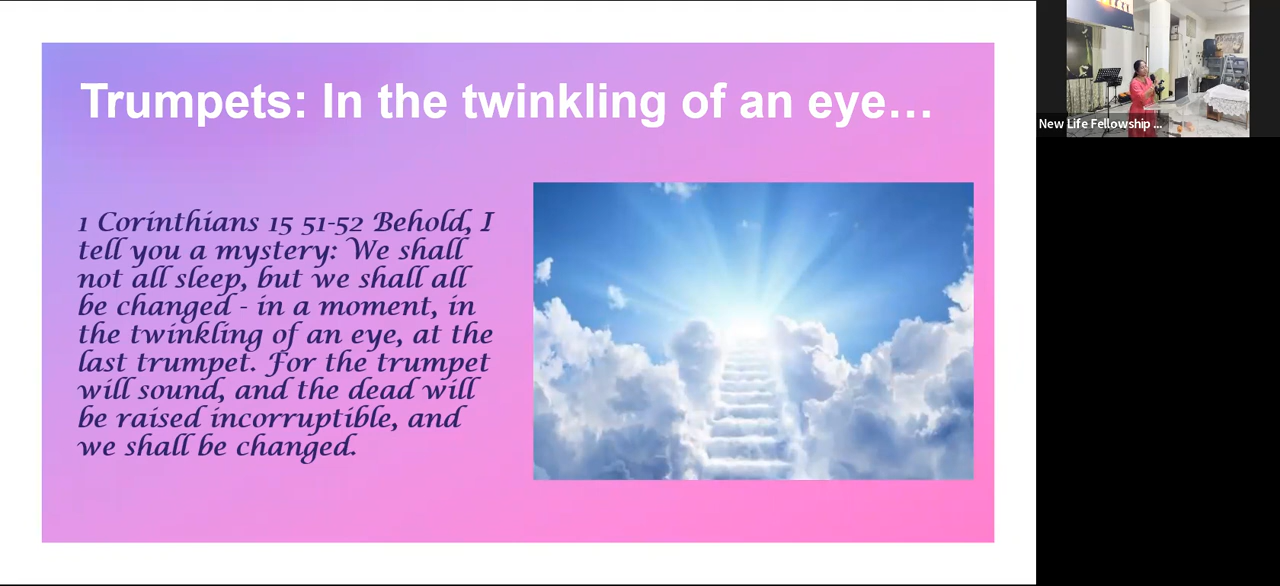 Trumpets: In the twinkling of an eye...
1 Corinthians 15 51-52 Behold, I
tell you a mystery: We shall
not all sleep, but we shall all
be changed - in a moment, in
the twinkling of an eye, at the
last trumpet. For the trumpet
will sound, and the dead will
be raised incorruptible, and
we shall be changed.
New Life Fellowship ...